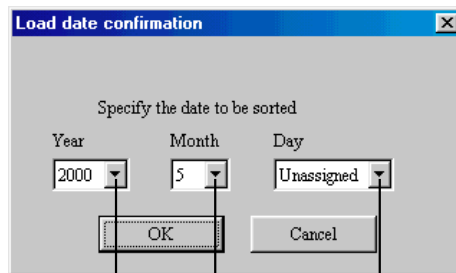 Load date confirmation
Specify the date to be sorted
Year Month Day
2000 5 Unassigned
OK Cancel